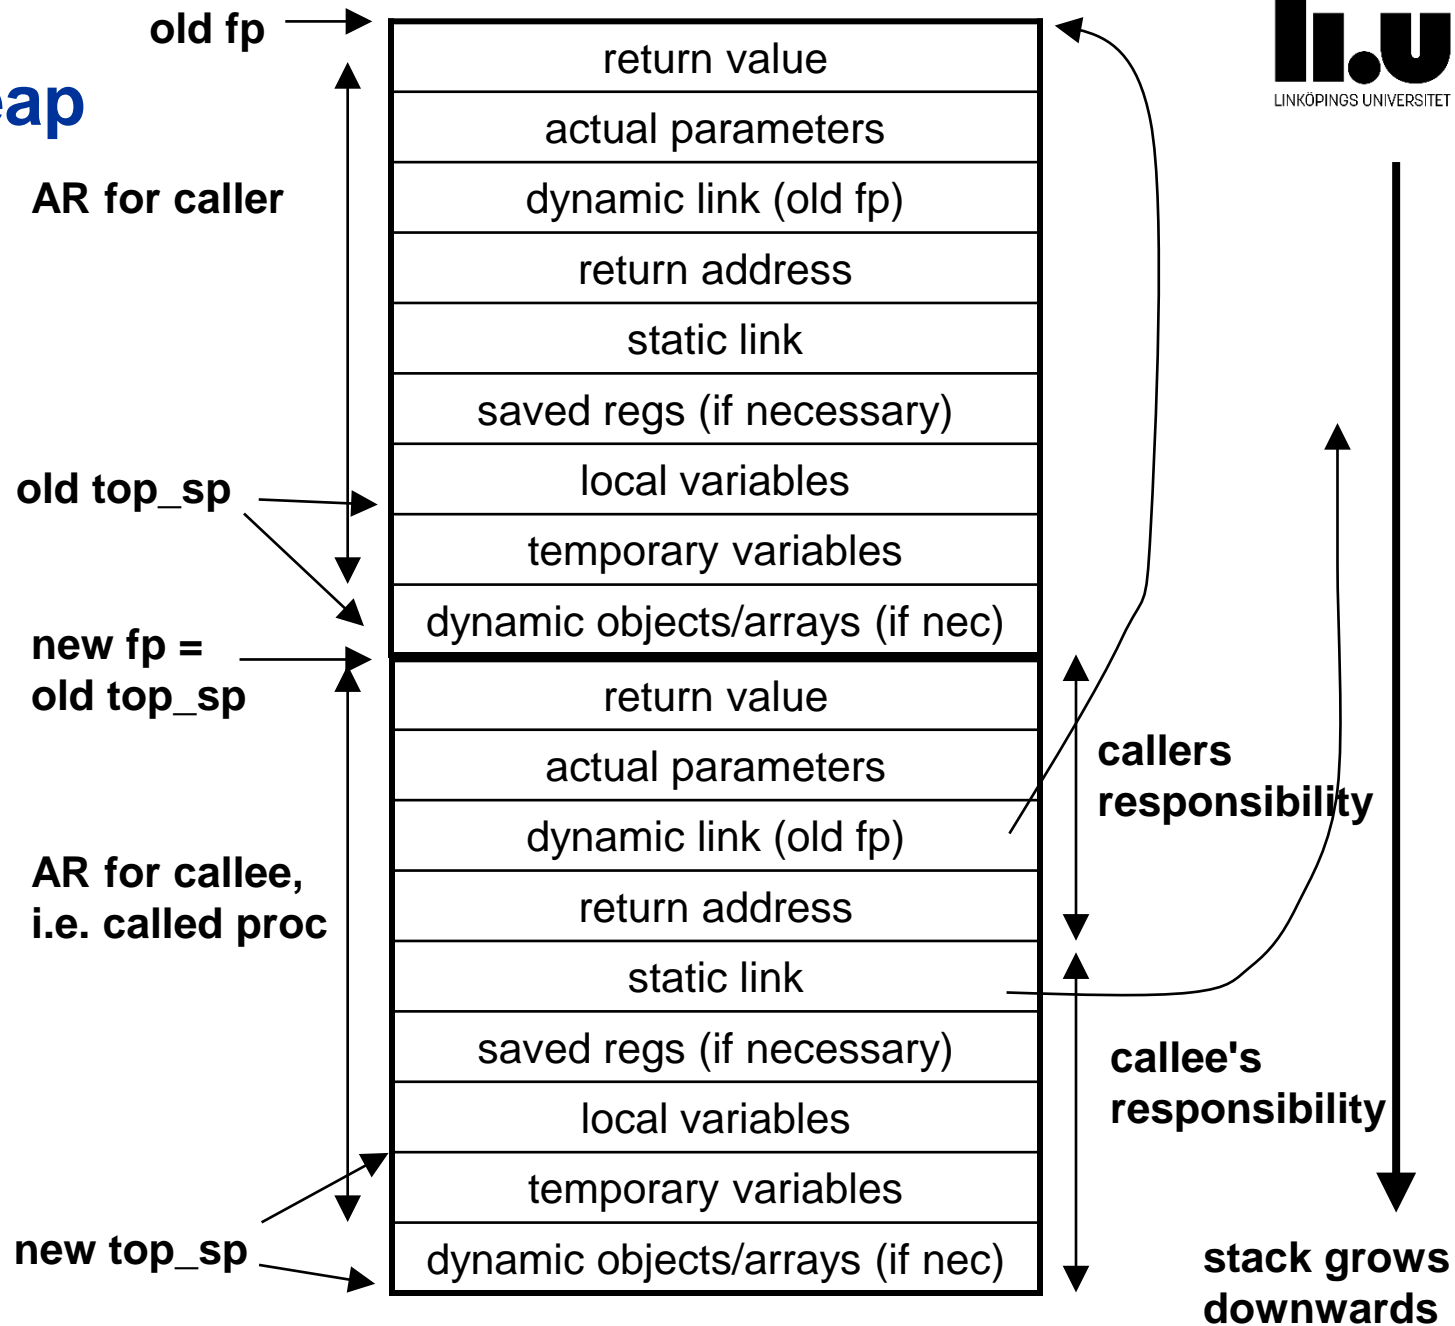 old fp
return value
li.u
LINKÖPINGS UNIVERSITET
eap
actual parameters
AR for caller
dynamic link (old fp)
return address
static link
saved regs (if necessary)
old top_sp
local variables
temporary variables
dynamic objects/arrays (if nec)
new fp =
old top_sp
return value
actual parameters
callers
responsibility
dynamic link (old fp)
AR for callee,
i.e. called proc
return address
static link
saved regs (if necessary)
callee's
responsibility
local variables
temporary variables
new top_sp
dynamic objects/arrays (if nec)
stack grows
downwards